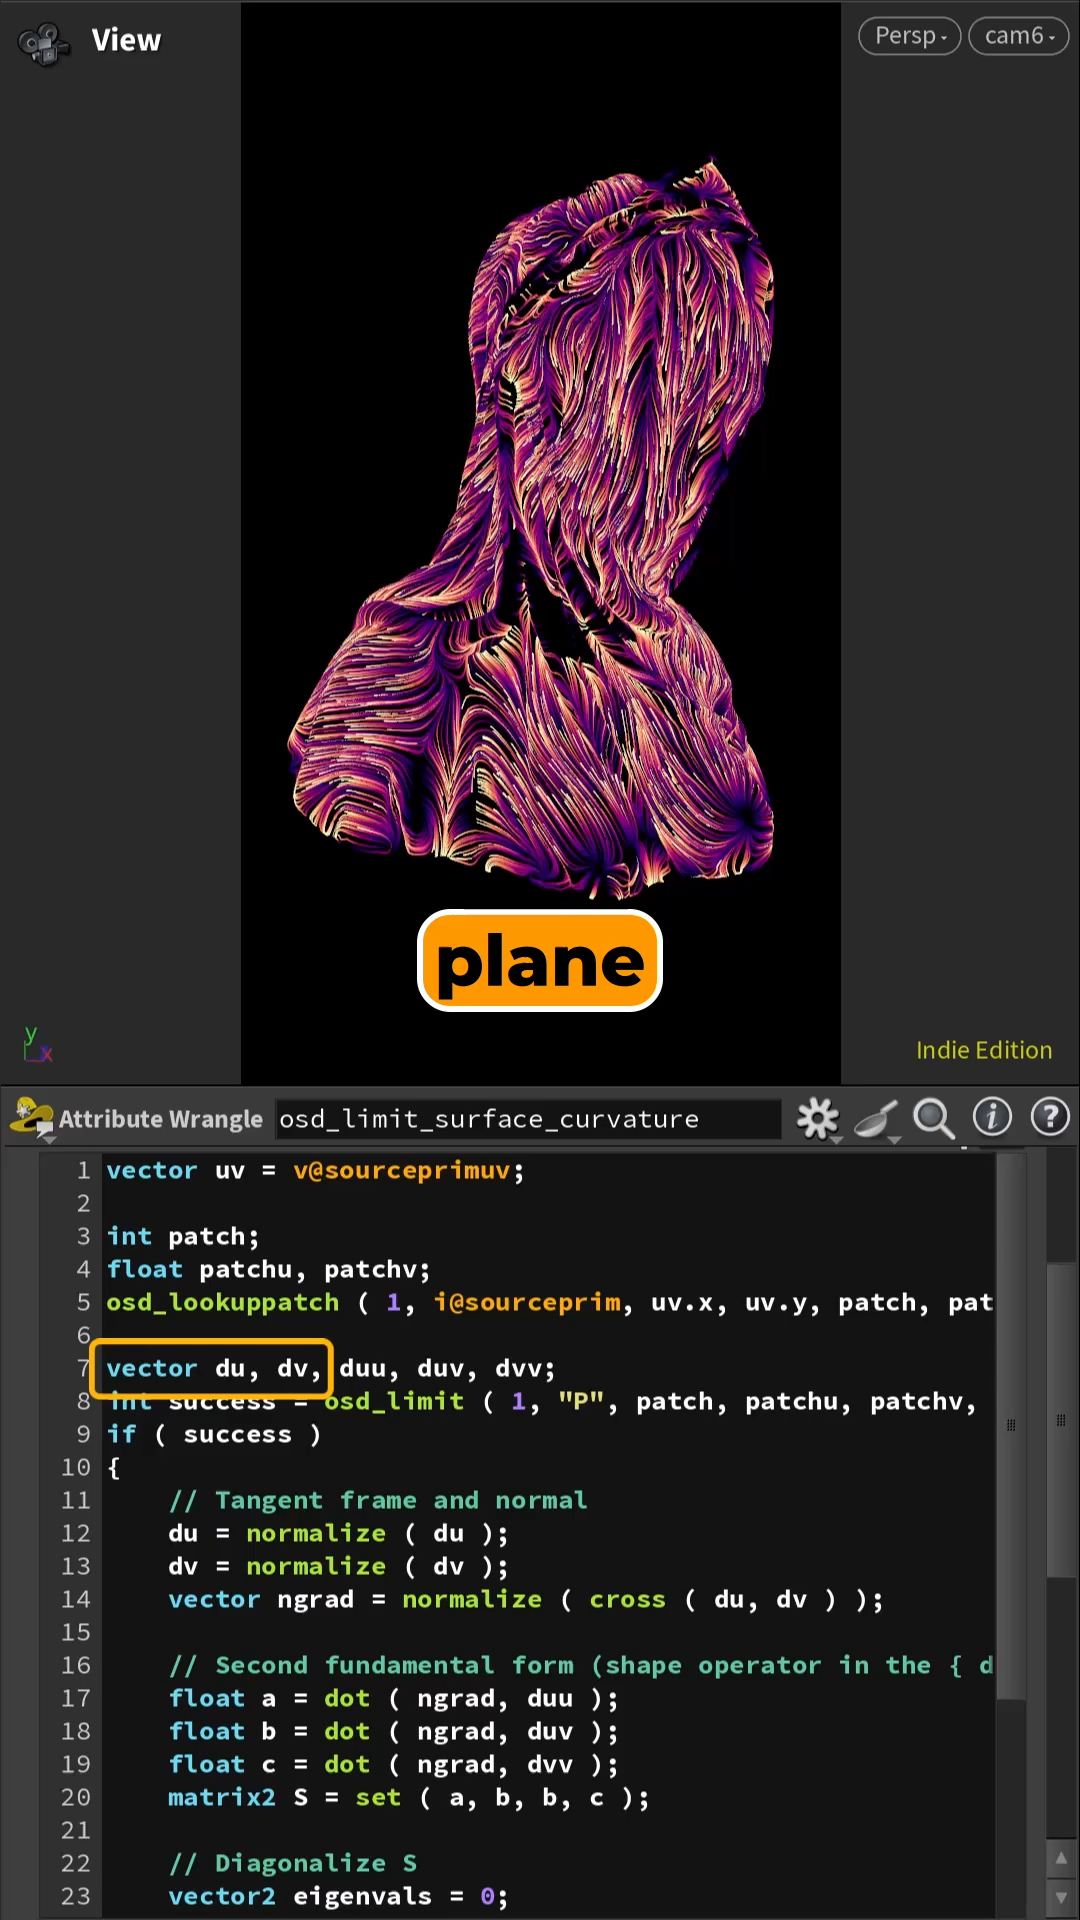 View
Persp
cam6
plane
y
x
Indie Edition
Attribute Wrangle osd_limit_surface_curvature
1 vector uv = v@sourceprimuv;
2
3 int patch;
4 float patchu, patchv;
5 osd_lookuppatch ( 1, i@sourceprim, uv.x, uv.y, patch, pat
6
7 vector du, dv, duu, duv, dvv;
8 int success = osd_limit ( 1, "P", patch, patchu, patchv,
9 if ( success )
10 {
11 // Tangent frame and normal
12 du = normalize ( du );
13 dv = normalize ( dv );
14 vector ngrad = normalize ( cross ( du, dv ) );
15
16 // Second fundamental form (shape operator in the { d
17 float a = dot ( ngrad, duu );
18 float b = dot ( ngrad, duv );
19 float c = dot ( ngrad, dvv );
20 matrix2 S = set ( a, b, b, c );
21
22 // Diagonalize S
23 vector2 eigenvals = 0;